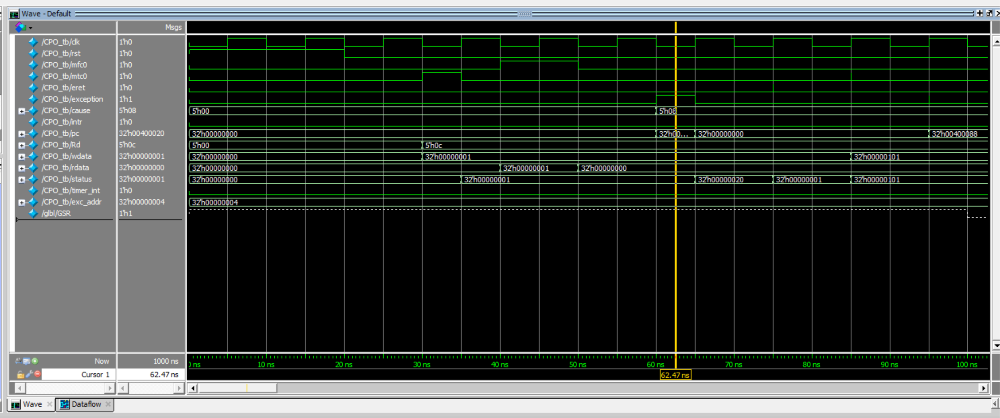 Wave - Default
Msgs
/CPO_tb/clk 1'h0
/CPO_tb/rst 1'h0
/CPO_tb/mfc0 1'h0
/CPO_tb/mtc0 1'h0
/CPO_tb/eret 1'h0
/CPO_tb/exception 1'h1
/CPO_tb/cause 5'h08 5'h00 5'h08
/CPO_tb/intr 1'h0
/CPO_tb/pc 32'h00400020 32'h00000000 32'h00... 32'h00000000 32'h00400088
/CPO_tb/Rd 5'h0c 5'h00 5'h0c
/CPO_tb/wdata 32'h00000001 32'h00000000 32'h00000001 32'h00000101
/CPO_tb/rdata 32'h00000000 32'h00000000 32'h00000001 32'h00000000
/CPO_tb/status 32'h00000001 32'h00000000 32'h00000001 32'h00000020 32'h00000001 32'h00000101
/CPO_tb/timer_int 1'h0
/CPO_tb/exc_addr 32'h00000004 32'h00000004
/glbl/GSR 1'h1
Now 1000 ns ns 10 ns 20 ns 30 ns 40 ns 50 ns 60 ns 70 ns 80 ns 90 ns 100 ns
Cursor 1 62.47 ns 62.47 ns
Wave Dataflow